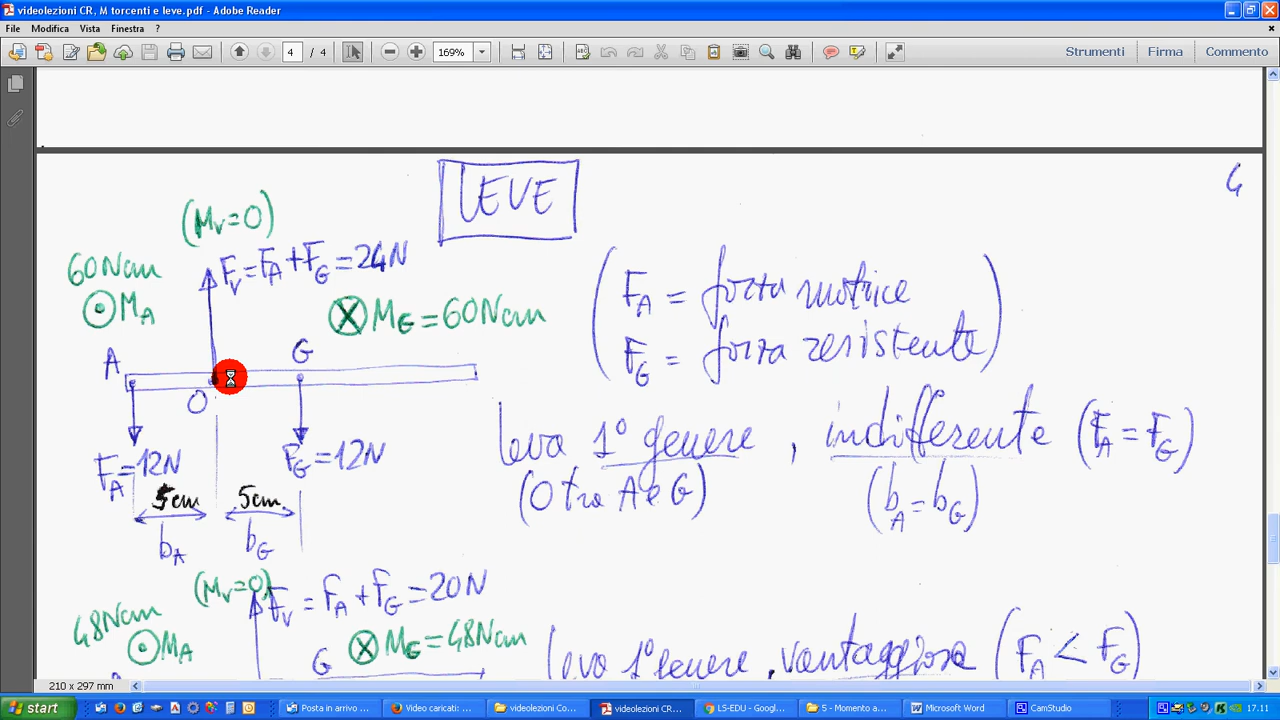 videolezioni CR, M torcenti e leve.pdf - Adobe Reader
File Modifica Vista Finestra ?
4 / 4 169% Strumenti Firma Commento
LEVE
4
(Mv=0)
Fv=FA+FG=24N
60Ncm
MA
MG=60Ncm
A
G
O
FA=12N
FG=12N
5cm 5cm
bA bG
(FA = forza motrice
FG = forza resistente)
leva 1° genere, indifferente (FA=FG)
(O tra A e G) (bA=bG)
(Mv=0) Fv=FA+FG=20N
48Ncm
MA
MG=48Ncm
G
leva 1° genere, vantaggiosa (FA<FG)
210 x 297 mm
start Posta in arrivo ... Video caricati: ... videolezioni Co... videolezioni CR... LS-EDU - Googl... 5 - Momento a... Microsoft Word CamStudio 17.11